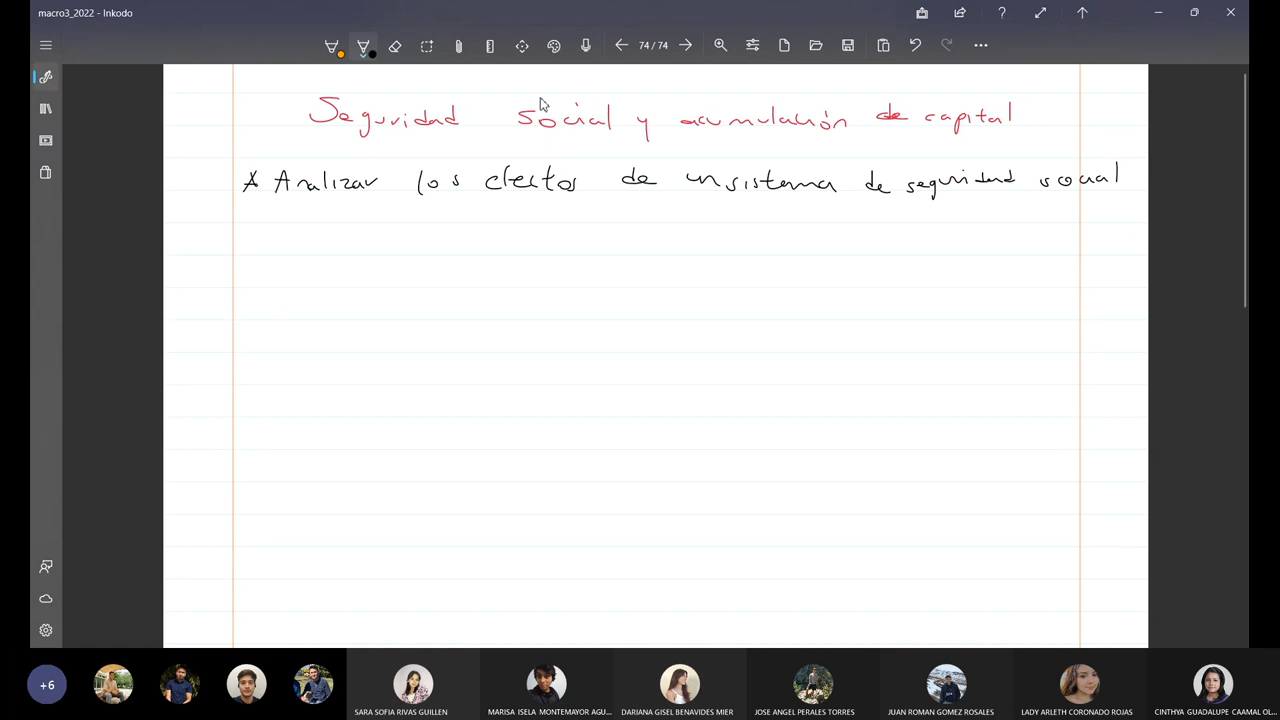 macro3_2022 - Inkodo
74 / 74
Seguridad social y acumulación de capital
* Analizar los efectos de un sistema de seguridad social
+6
SARA SOFIA RIVAS GUILLEN
MARISA ISELA MONTEMAYOR AGU...
DARIANA GISEL BENAVIDES MIER
JOSE ANGEL PERALES TORRES
JUAN ROMAN GOMEZ ROSALES
LADY ARLETH CORONADO ROJAS
CINTHYA GUADALUPE CAAMAL OL...